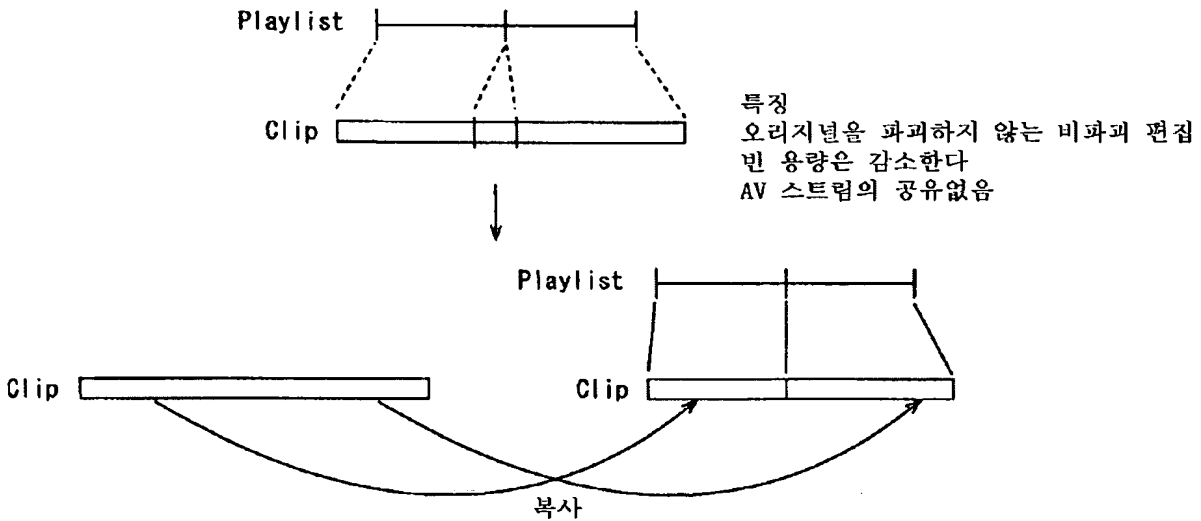 Playlist
Clip
특징
오리지널을 파괴하지 않는 비파괴 편집
빈 용량은 감소한다
AV 스트림의 공유없음
Playlist
Clip
Clip
복사